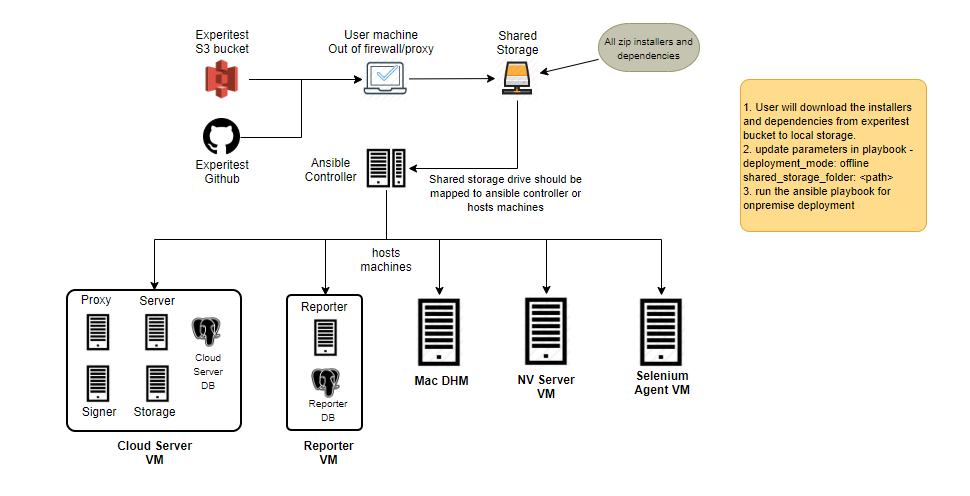 Experitest
S3 bucket
User machine
Out of firewall/proxy
Shared
Storage
All zip installers and
dependencies
Experitest
Github
Ansible
Controller
Shared storage drive should be
mapped to ansible controller or
hosts machines
1. User will download the installers
and dependencies from experitest
bucket to local storage.
2. update parameters in playbook -
deployment_mode: offline
shared_storage_folder: <path>
3. run the ansible playbook for
onpremise deployment
hosts
machines
Proxy
Server
Cloud
Server
DB
Signer
Storage
Cloud Server
VM
Reporter
Reporter
DB
Reporter
VM
Mac DHM
NV Server
VM
Selenium
Agent VM